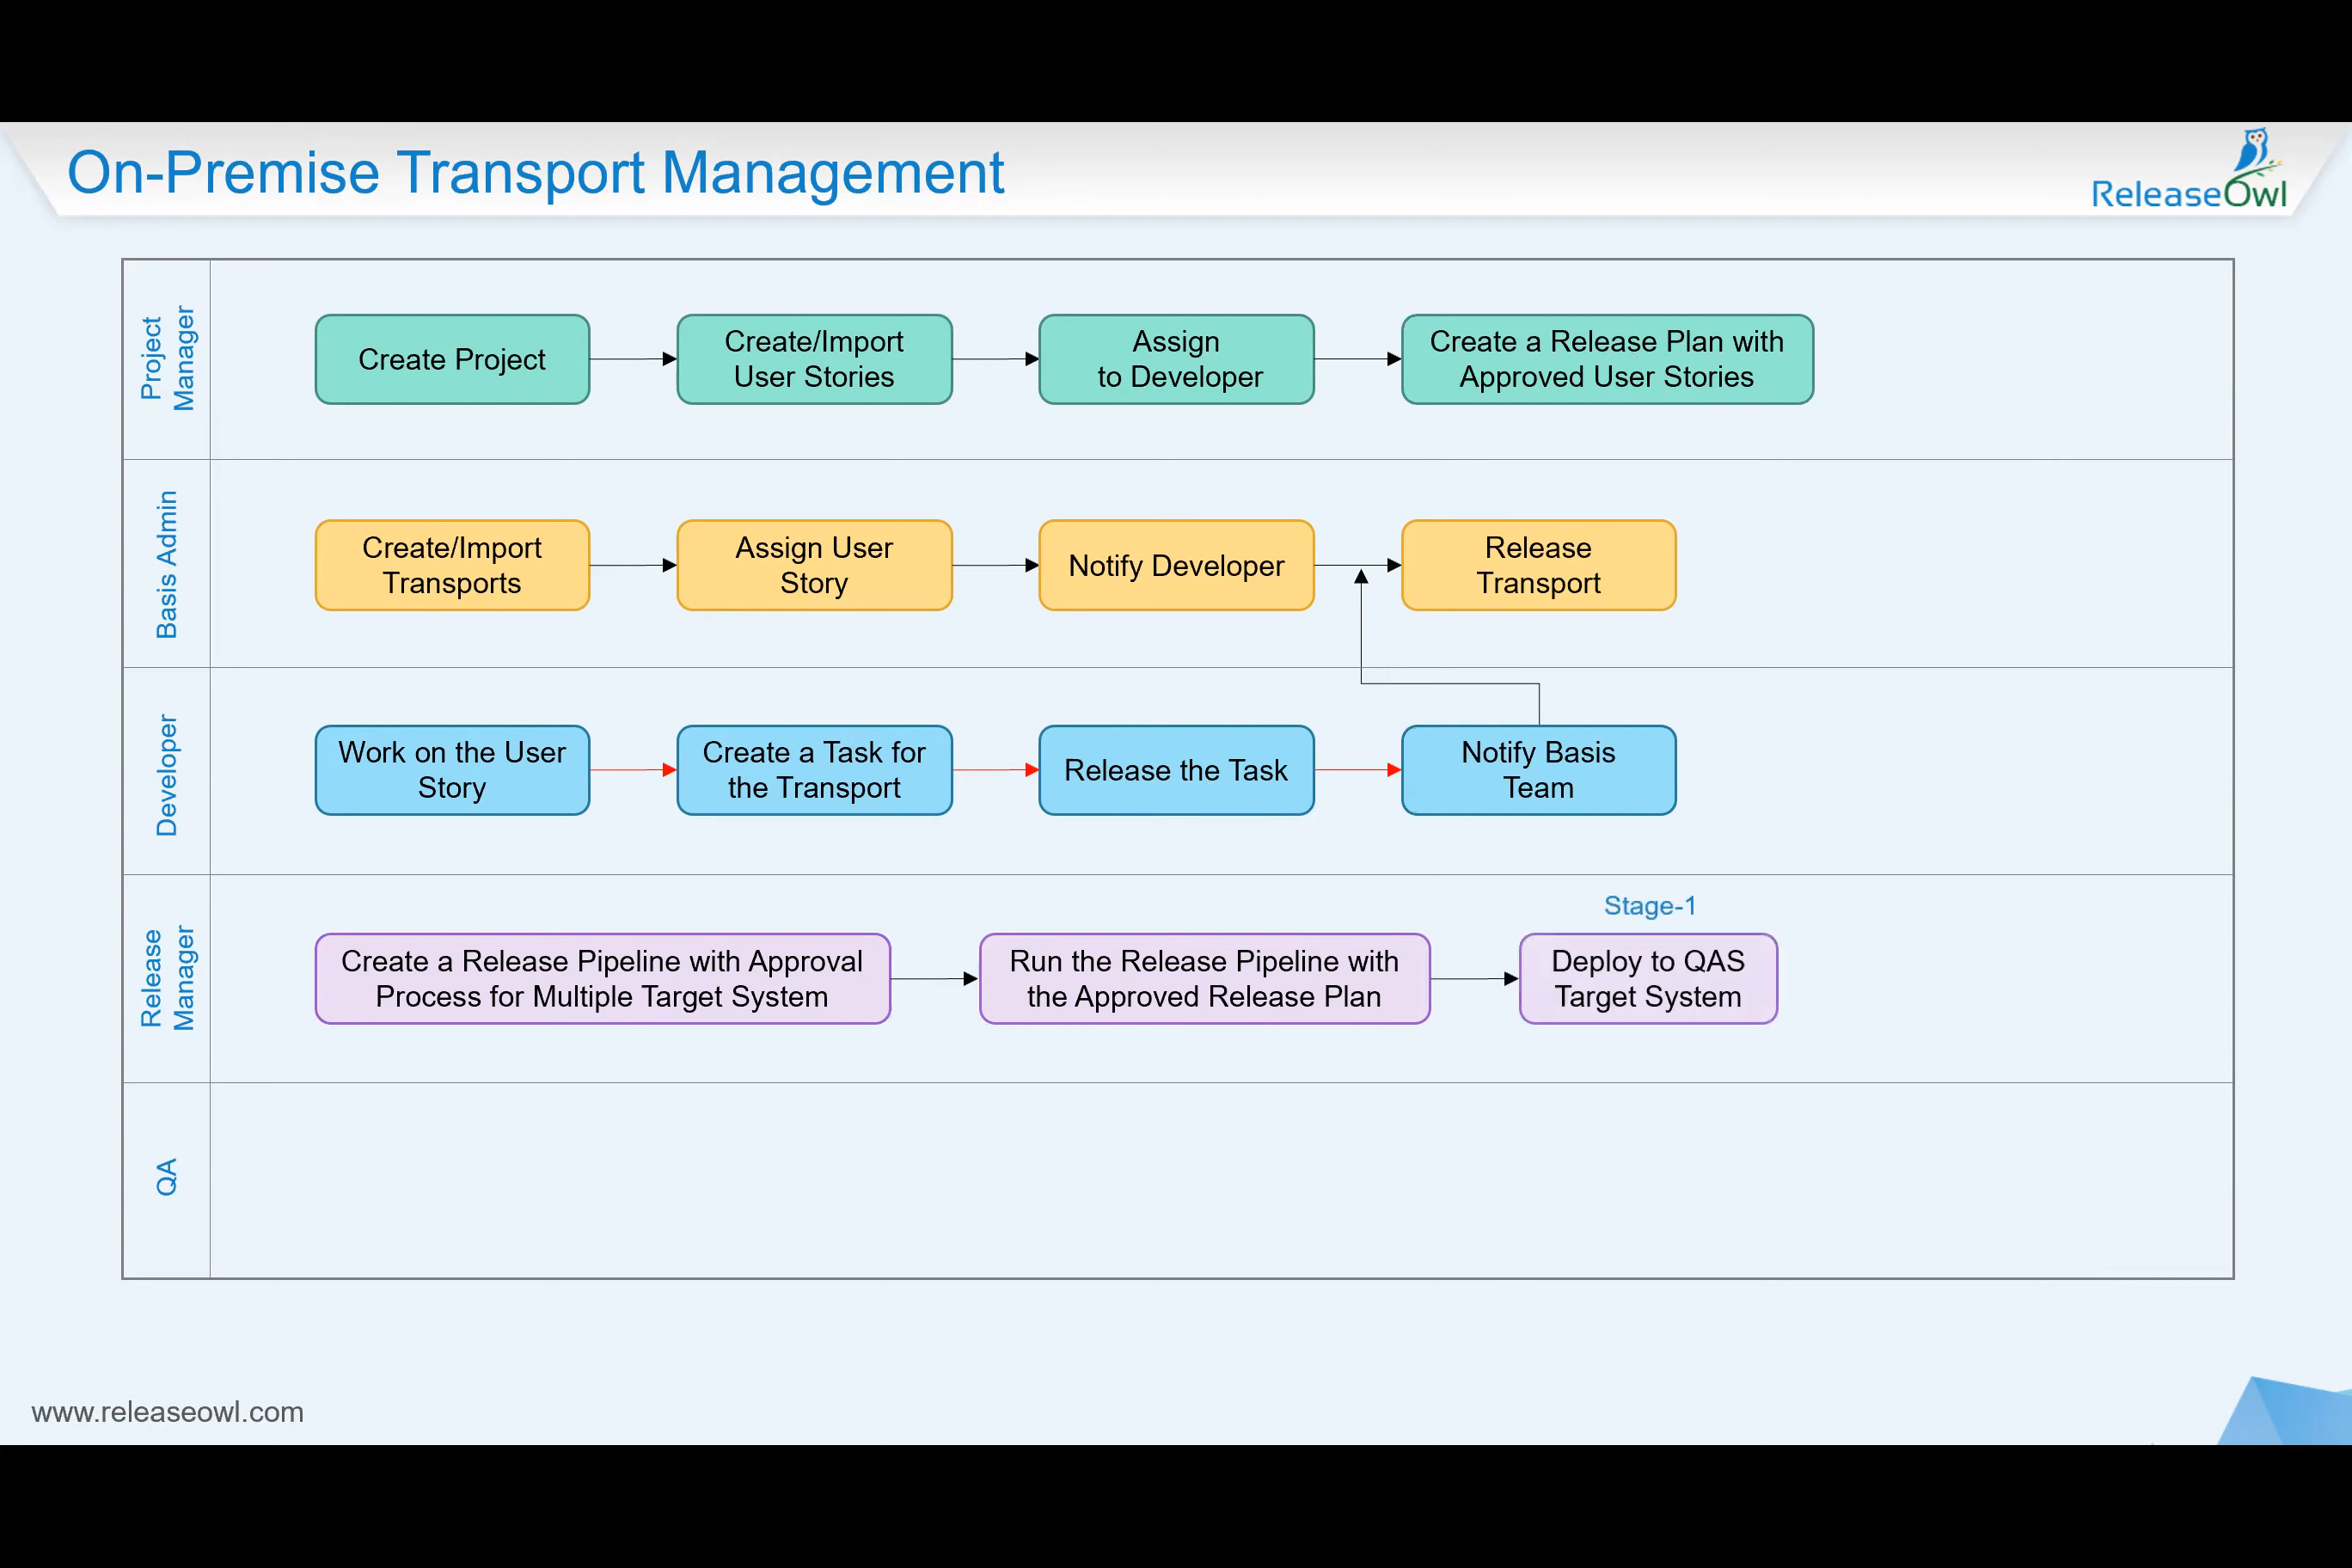 On-Premise Transport Management
ReleaseOwl
Project
Manager
Create Project
Create/Import
User Stories
Assign
to Developer
Create a Release Plan with
Approved User Stories
Basis Admin
Create/Import
Transports
Assign User
Story
Notify Developer
Release
Transport
Developer
Work on the User
Story
Create a Task for
the Transport
Release the Task
Notify Basis
Team
Release
Manager
Create a Release Pipeline with Approval
Process for Multiple Target System
Run the Release Pipeline with
the Approved Release Plan
Stage-1
Deploy to QAS
Target System
QA
www.releaseowl.com